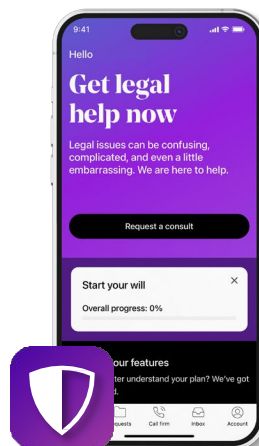 9:41
Hello
Get legal
help now
Legal issues can be confusing,
complicated, and even a little
embarrassing. We are here to help.
Request a consult
Start your will
Overall progress: 0%
our features
ter understand your plan? We've got
d.
quests
Call firm
Inbox
Account